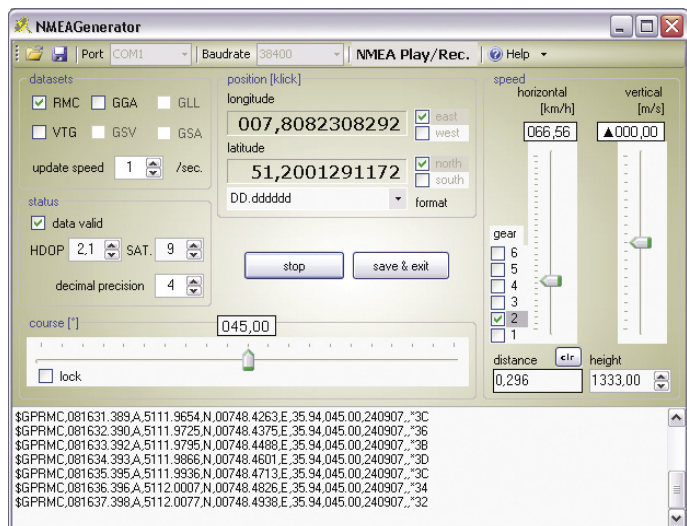 NMEAGenerator
Port COM1 Baudrate 38400 NMEA Play/Rec. Help
datasets
RMC GGA GLL
VTG GSV GSA
update speed 1 /sec.
position [klick]
longitude
007,8082308292 east
west
latitude
51,2001291172 north
south
DD.dddddd format
speed
horizontal vertical
[km/h] [m/s]
066,56 ▲000,00
status
data valid
HDOP 2,1 SAT. 9
decimal precision 4
stop save & exit
gear
6
5
4
3
2
1
distance clr height
0,296 1333,00
course [°] 045,00
lock
$GPRMC,081631.389,A,5111.9654,N,00748.4263,E,35.94,045.00,240907,,*3C
$GPRMC,081632.390,A,5111.9725,N,00748.4375,E,35.94,045.00,240907,,*36
$GPRMC,081633.392,A,5111.9795,N,00748.4488,E,35.94,045.00,240907,,*3B
$GPRMC,081634.393,A,5111.9866,N,00748.4601,E,35.94,045.00,240907,,*3D
$GPRMC,081635.395,A,5111.9936,N,00748.4713,E,35.94,045.00,240907,,*3C
$GPRMC,081636.396,A,5112.0007,N,00748.4826,E,35.94,045.00,240907,,*34
$GPRMC,081637.398,A,5112.0077,N,00748.4938,E,35.94,045.00,240907,,*32